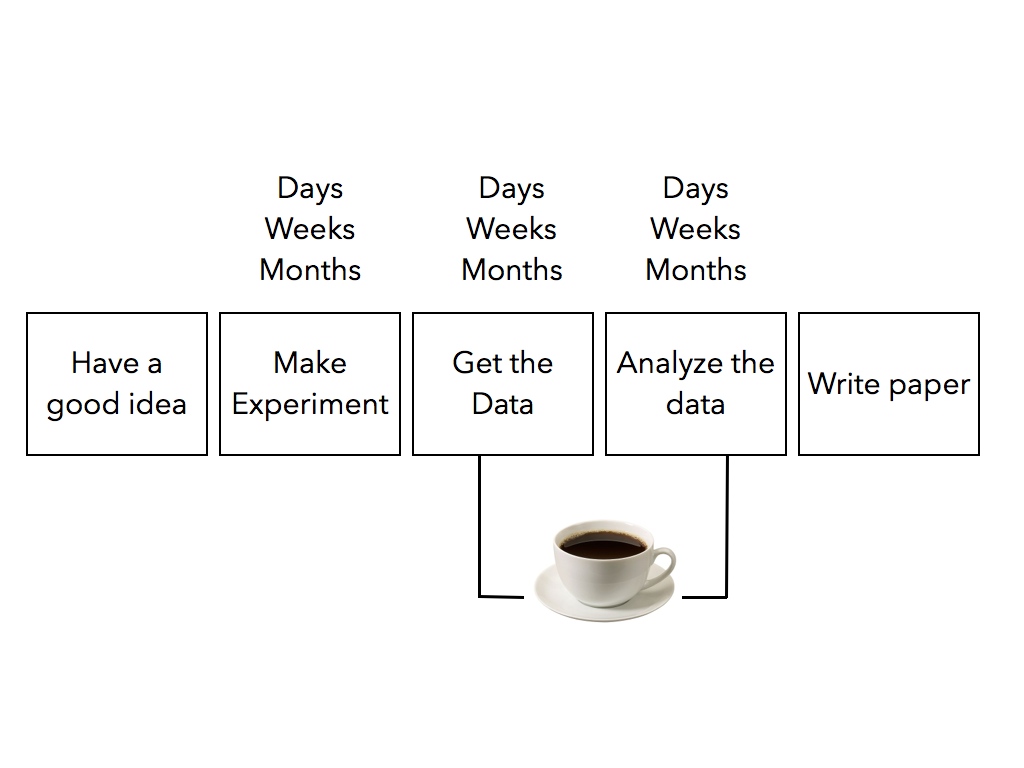 Days
Weeks
Months
Days
Weeks
Months
Days
Weeks
Months
Have a
good idea
Make
Experiment
Get the
Data
Analyze the
data
Write paper